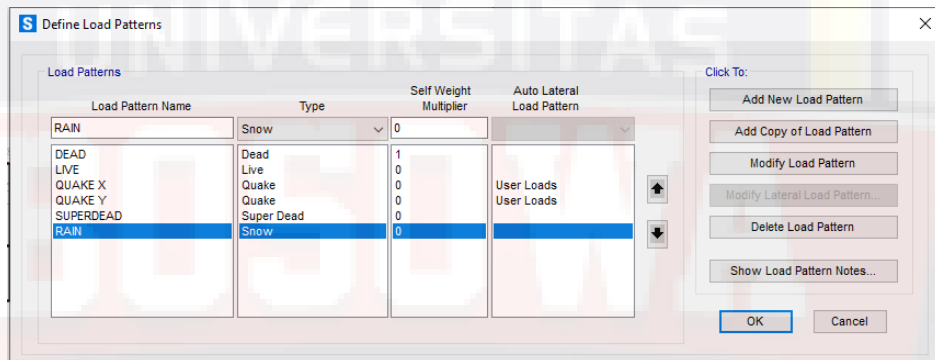 S Define Load Patterns
UNIVERSITAS
BOSOWA
Load Patterns
Click To:
Load Pattern Name Type Self Weight Multiplier Auto Lateral Load Pattern
RAIN Snow 0
DEAD Dead 1
LIVE Live 0
QUAKE X Quake 0 User Loads
QUAKE Y Quake 0 User Loads
SUPERDEAD Super Dead 0
RAIN Snow 0
Add New Load Pattern
Add Copy of Load Pattern
Modify Load Pattern
Modify Lateral Load Pattern...
Delete Load Pattern
Show Load Pattern Notes...
OK Cancel